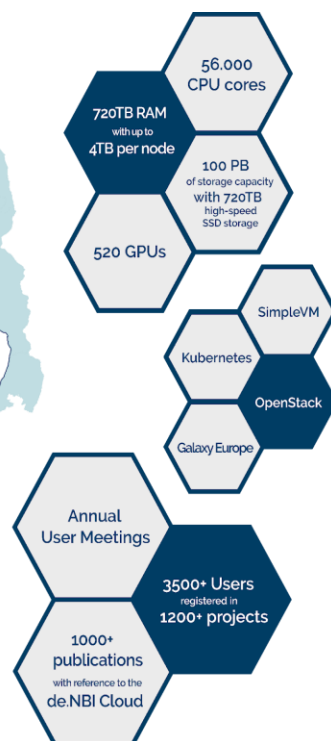 56.000
CPU cores
720TB RAM
with up to
4TB per node
100 PB
of storage capacity
with 720TB
high-speed
SSD storage
520 GPUs
SimpleVM
Kubernetes
OpenStack
Galaxy Europe
Annual
User Meetings
3500+ Users
registered in
1200+ projects
1000+
publications
with reference to the
de.NBI Cloud